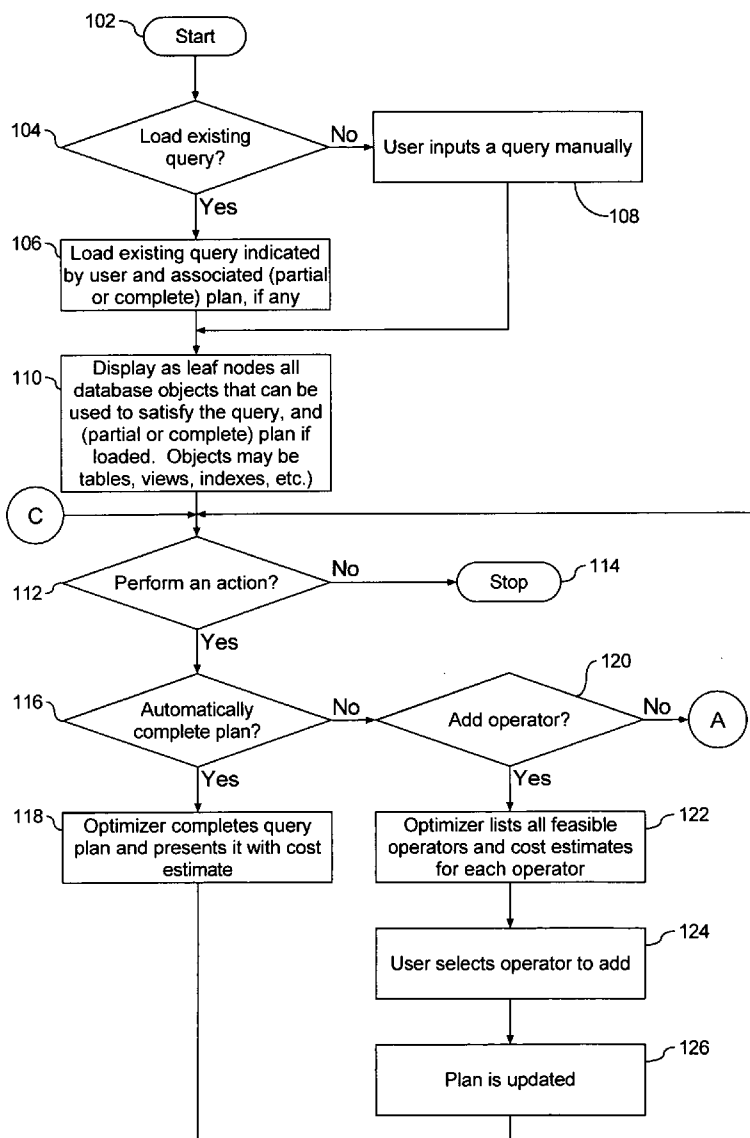 102
Start
104
Load existing
query?
No
User inputs a query manually
108
Yes
106
Load existing query indicated
by user and associated (partial
or complete) plan, if any
110
Display as leaf nodes all
database objects that can be
used to satisfy the query, and
(partial or complete) plan if
loaded. Objects may be
tables, views, indexes, etc.)
C
112
Perform an action?
No
Stop
114
Yes
116
Automatically
complete plan?
No
120
Add operator?
No
A
Yes
Yes
118
Optimizer completes query
plan and presents it with cost
estimate
Optimizer lists all feasible
operators and cost estimates
for each operator
122
User selects operator to add
124
Plan is updated
126